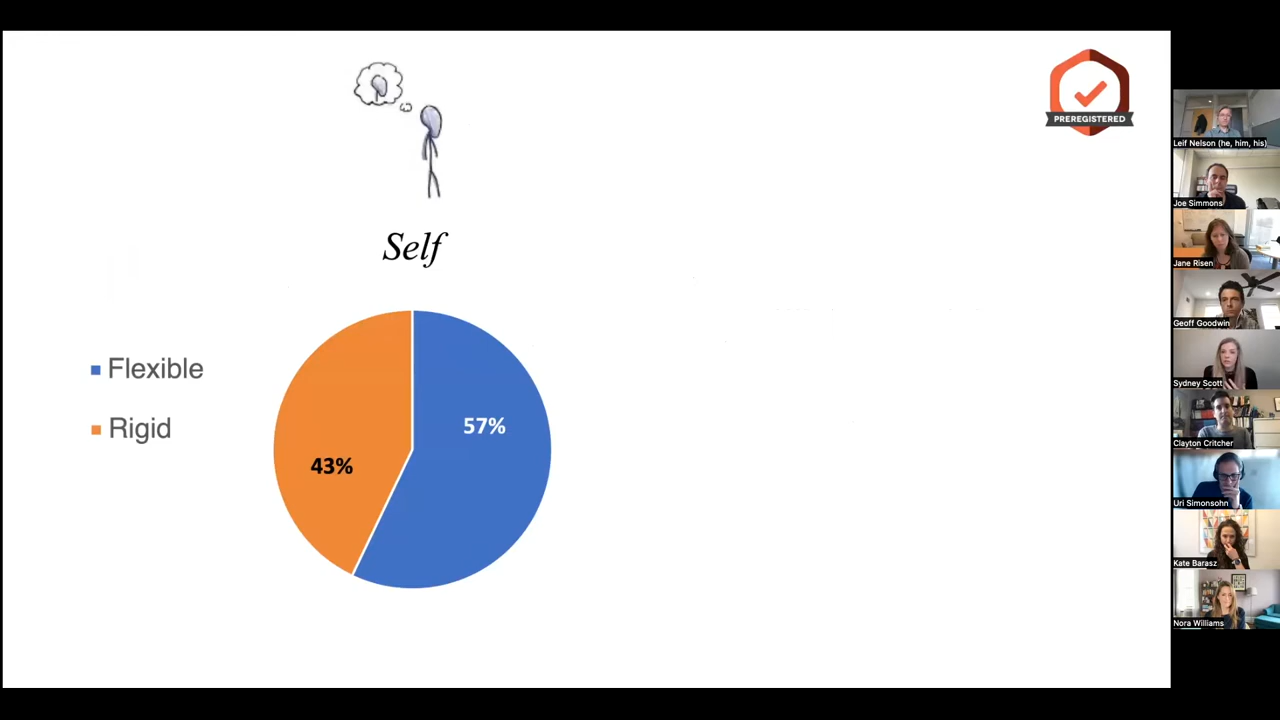 PREREGISTERED
Self
Flexible
Rigid
57%
43%
Leif Nelson (he, him, his)
Joe Simmons
Jane Risen
Geoff Goodwin
Sydney Scott
Clayton Critcher
Uri Simonsohn
Kate Barasz
Nora Williams